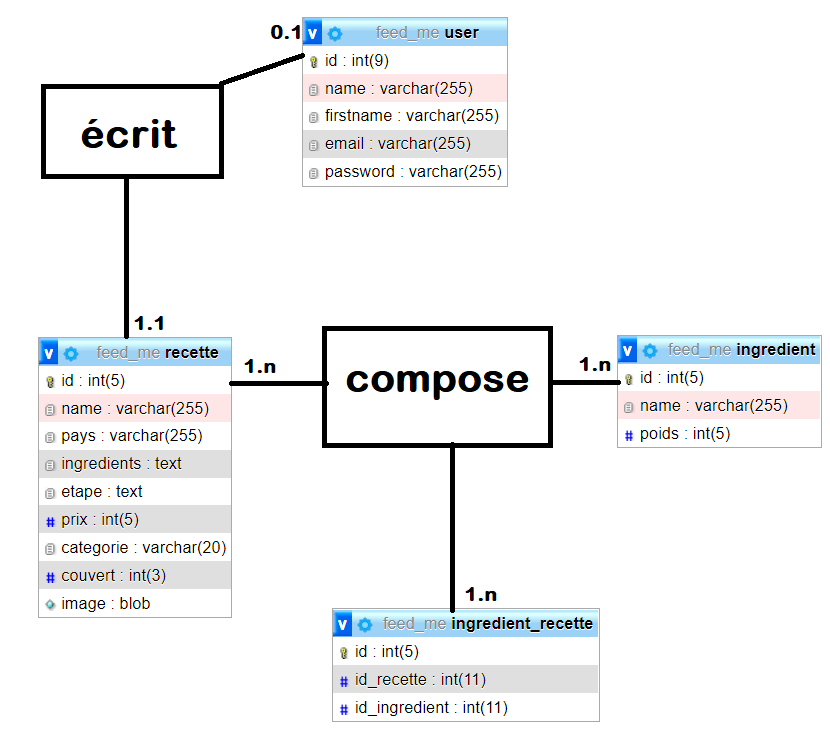 0.1
v feed_me user
id : int(9)
name : varchar(255)
firstname : varchar(255)
email : varchar(255)
password : varchar(255)
écrit
1.1
v feed_me recette
id : int(5)
name : varchar(255)
pays : varchar(255)
ingredients : text
etape : text
# prix : int(5)
categorie : varchar(20)
# couvert : int(3)
image : blob
1.n
compose
1.n
v feed_me ingredient
id : int(5)
name : varchar(255)
# poids : int(5)
1.n
v feed_me ingredient_recette
id : int(5)
# id_recette : int(11)
# id_ingredient : int(11)